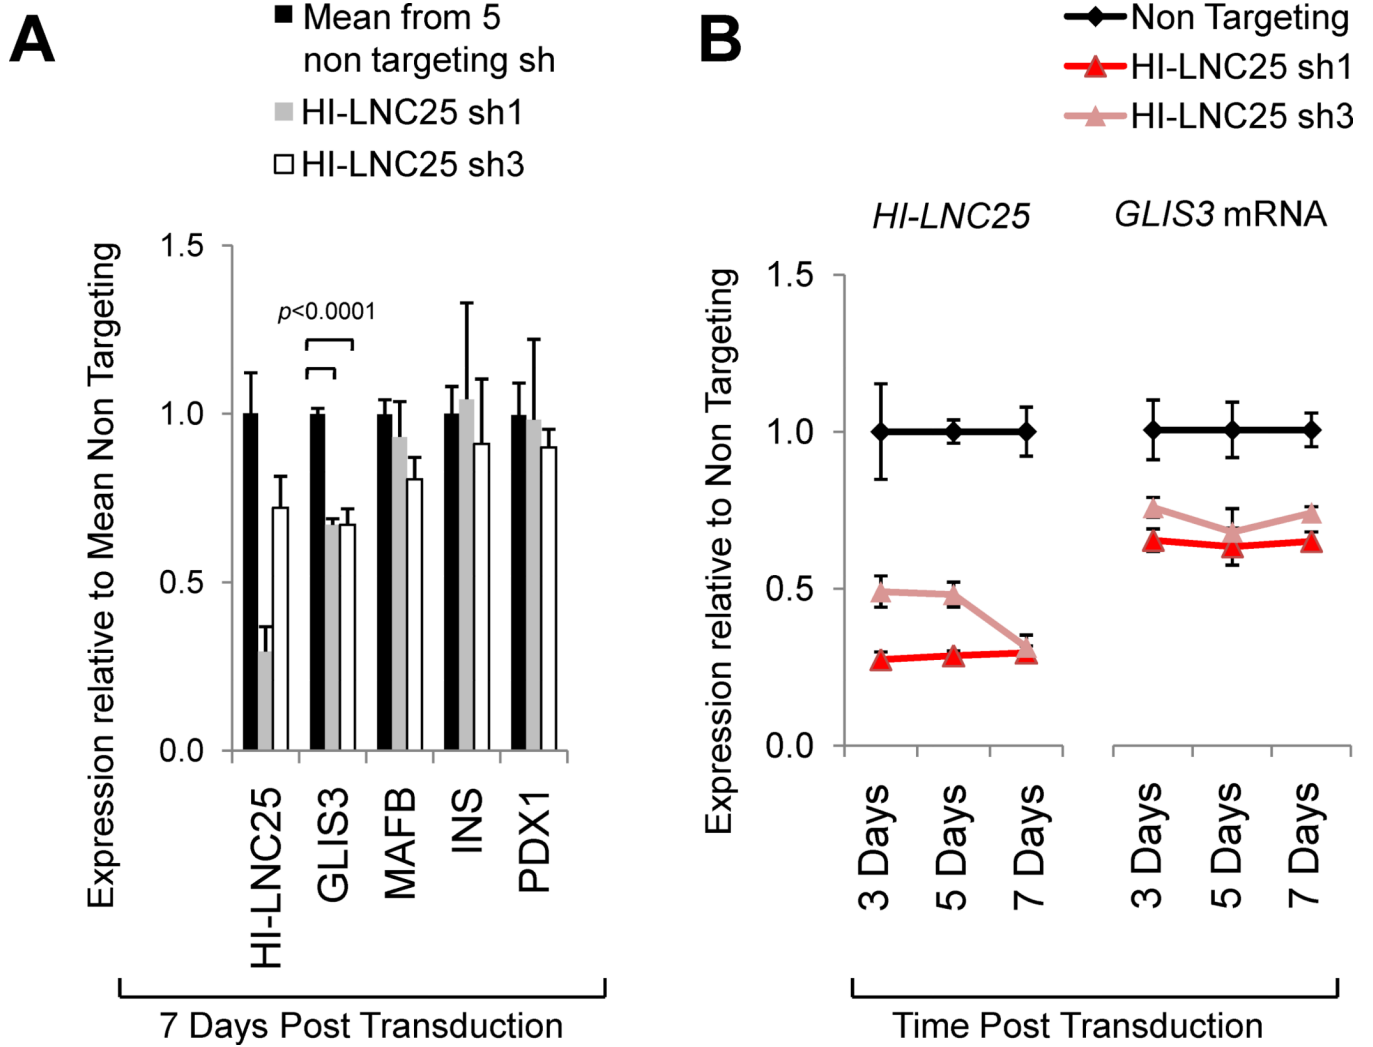 A
Mean from 5
non targeting sh
HI-LNC25 sh1
HI-LNC25 sh3
Expression relative to Mean Non Targeting
1.5
1.0
0.5
0.0
p<0.0001
HI-LNC25
GLIS3
MAFB
INS
PDX1
7 Days Post Transduction
B
Non Targeting
HI-LNC25 sh1
HI-LNC25 sh3
HI-LNC25
GLIS3 mRNA
Expression relative to Non Targeting
1.5
1.0
0.5
0.0
3 Days
5 Days
7 Days
3 Days
5 Days
7 Days
Time Post Transduction